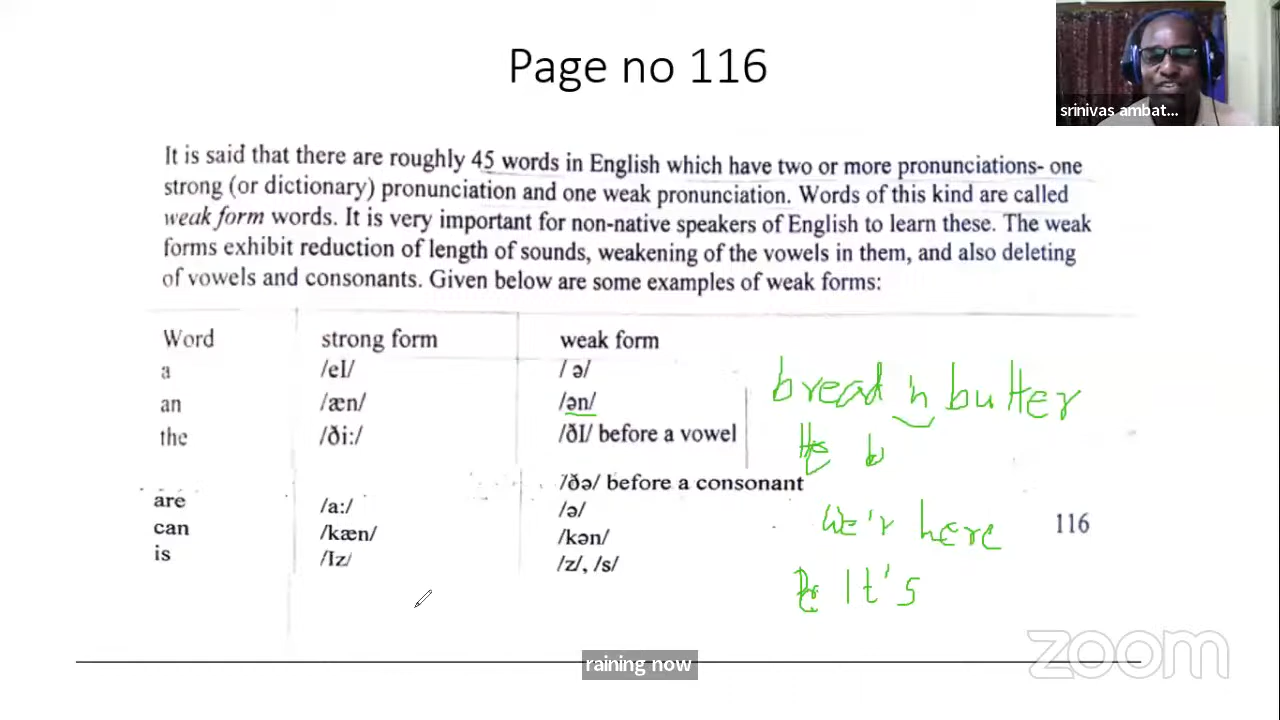 Page no 116
srinivas ambat...
It is said that there are roughly 45 words in English which have two or more pronunciations- one
strong (or dictionary) pronunciation and one weak pronunciation. Words of this kind are called
weak form words. It is very important for non-native speakers of English to learn these. The weak
forms exhibit reduction of length of sounds, weakening of the vowels in them, and also deleting
of vowels and consonants. Given below are some examples of weak forms:
Word strong form weak form
a /eI/ /ə/
an /æn/ /ən/
the /ði:/ /ðI/ before a vowel
/ðə/ before a consonant
are /a:/ /ə/
can /kæn/ /kən/
is /Iz/ /z/, /s/
bread 'n butter
We'r here
It's
116
raining now
zoom